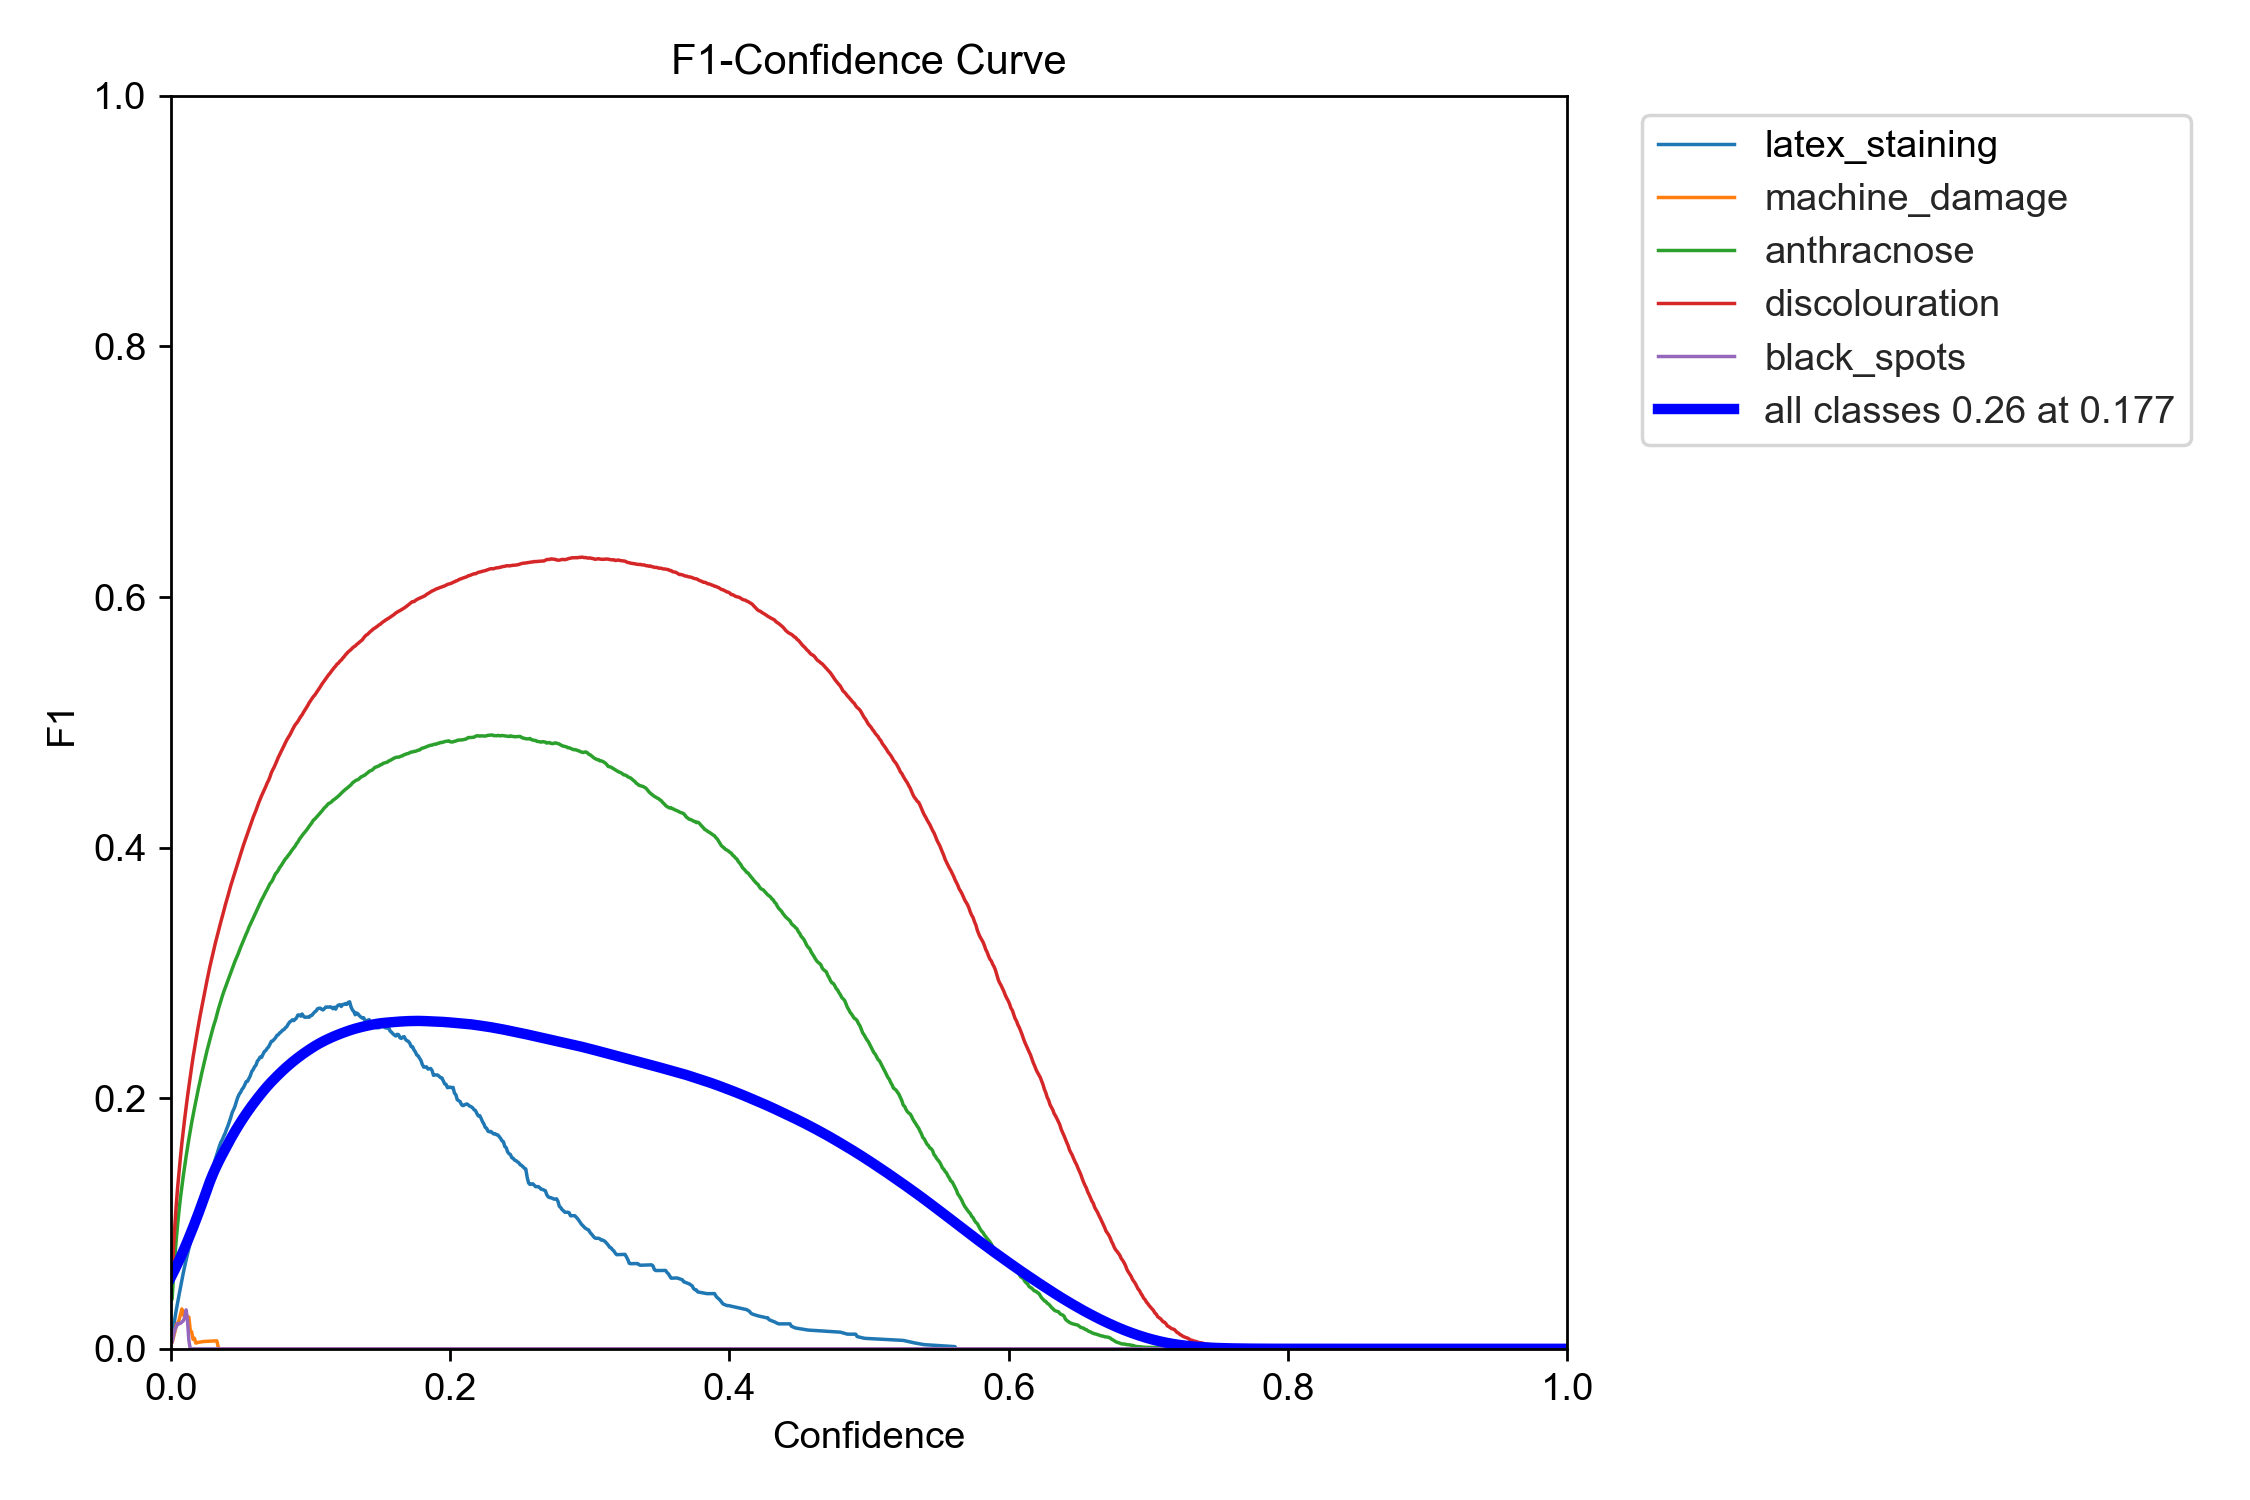 F1-Confidence Curve
1.0
0.8
0.6
0.4
0.2
0.0
F1
0.0 0.2 0.4 0.6 0.8 1.0
Confidence
latex_staining
machine_damage
anthracnose
discolouration
black_spots
all classes 0.26 at 0.177